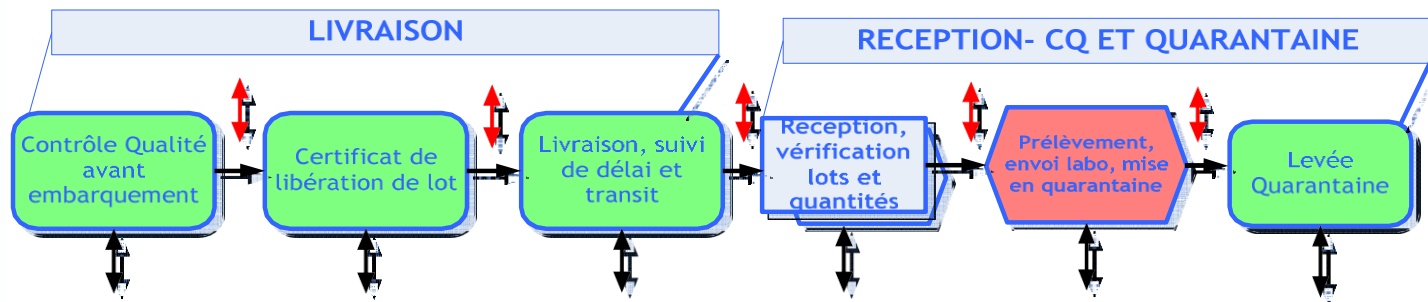 LIVRAISON
RECEPTION- CQ ET QUARANTAINE
Contrôle Qualité
avant
embarquement
Certificat de
libération de lot
Livraison, suivi
de délai et
transit
Reception,
vérification
lots et
quantités
Prélèvement,
envoi labo, mise
en quarantaine
Levée
Quarantaine